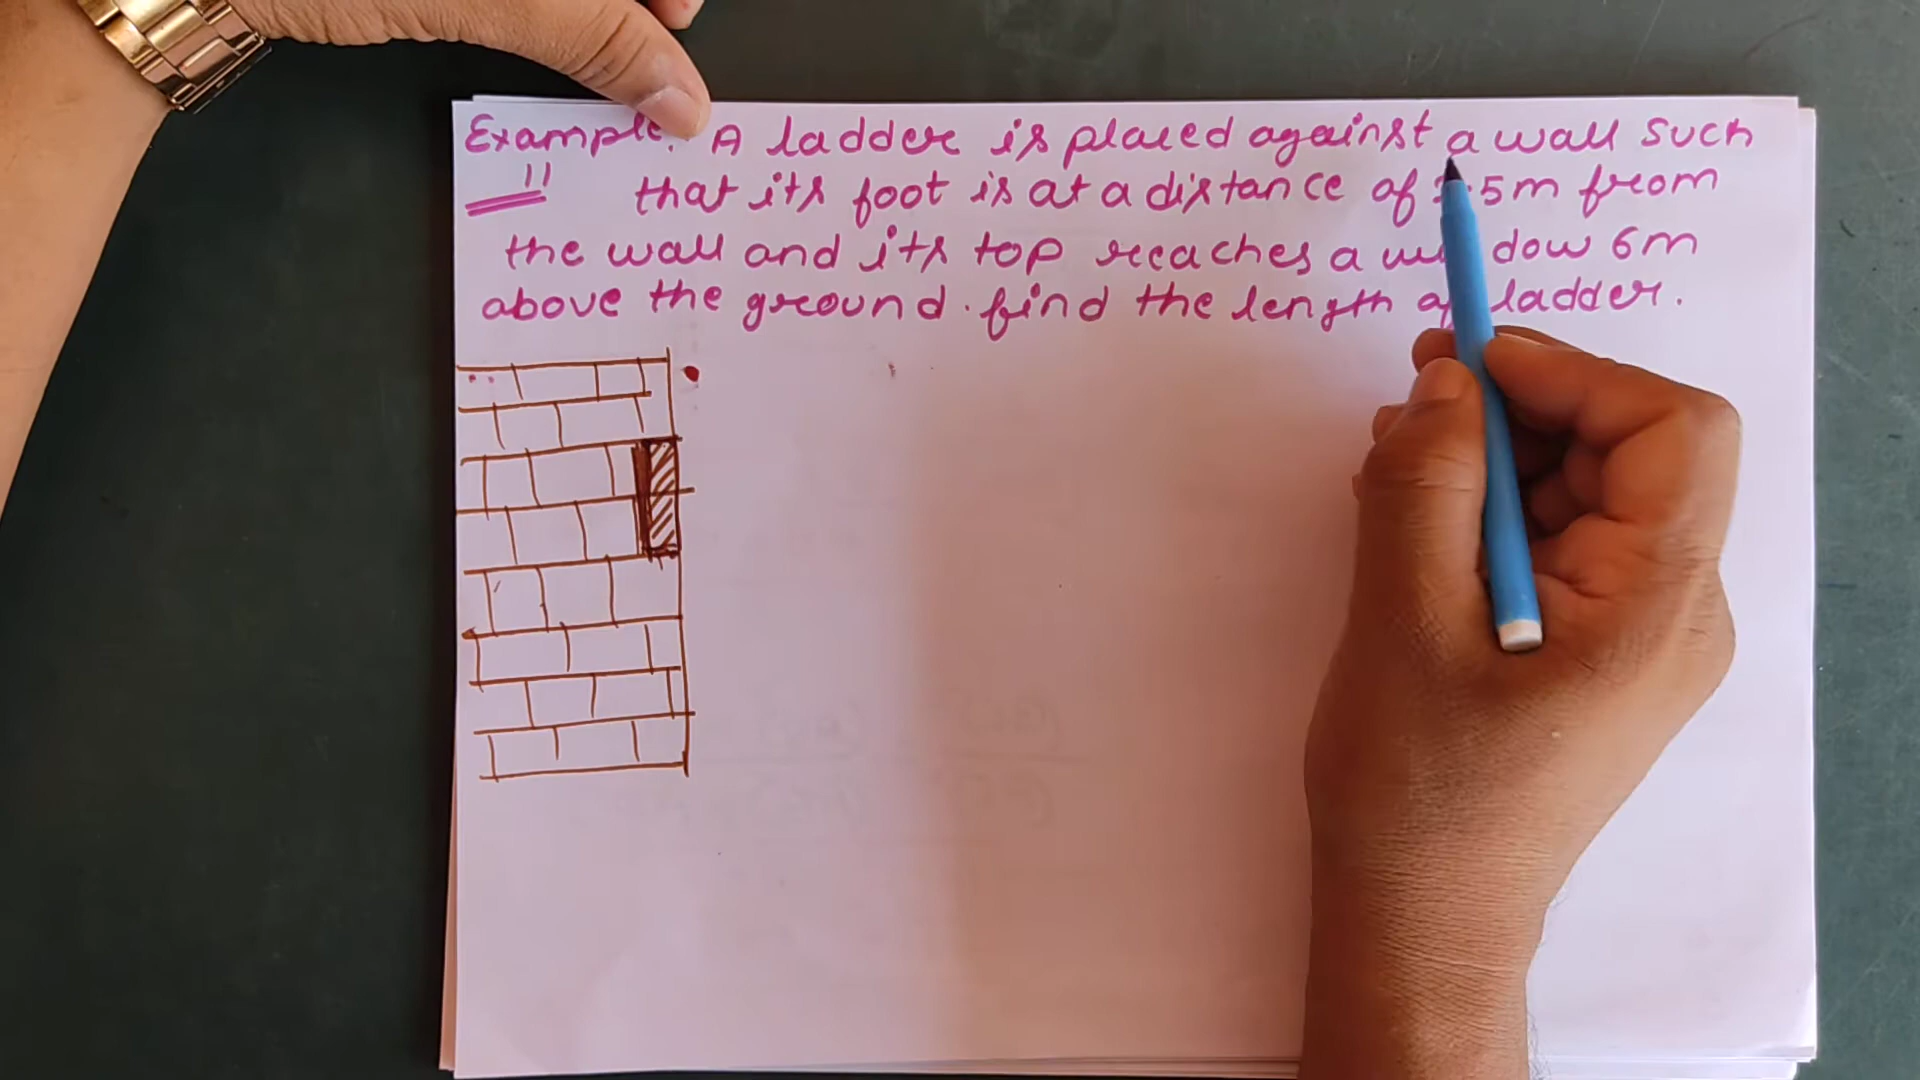 Example. A ladder is placed against a wall such
11 that its foot is at a distance of .5m from
the wall and its top reaches a dow 6m
above the ground. find the length of ladder.